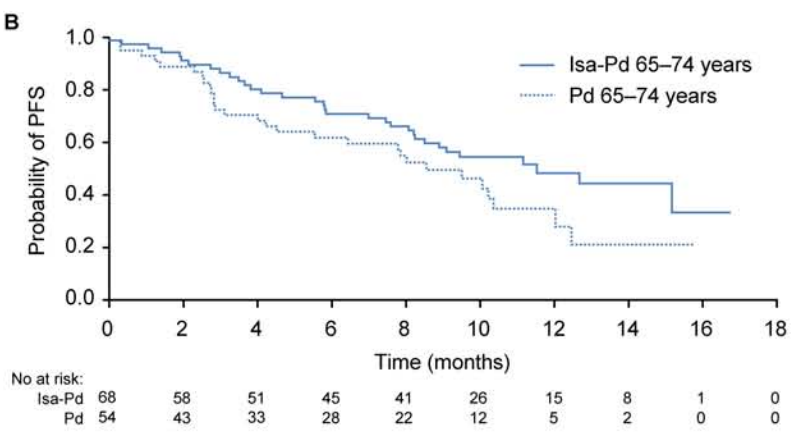 B
1.0
0.8
0.6
0.4
0.2
0.0
Probability of PFS
Isa-Pd 65–74 years
Pd 65–74 years
0 2 4 6 8 10 12 14 16 18
Time (months)
No at risk:
Isa-Pd 68 58 51 45 41 26 15 8 1 0
Pd 54 43 33 28 22 12 5 2 0 0